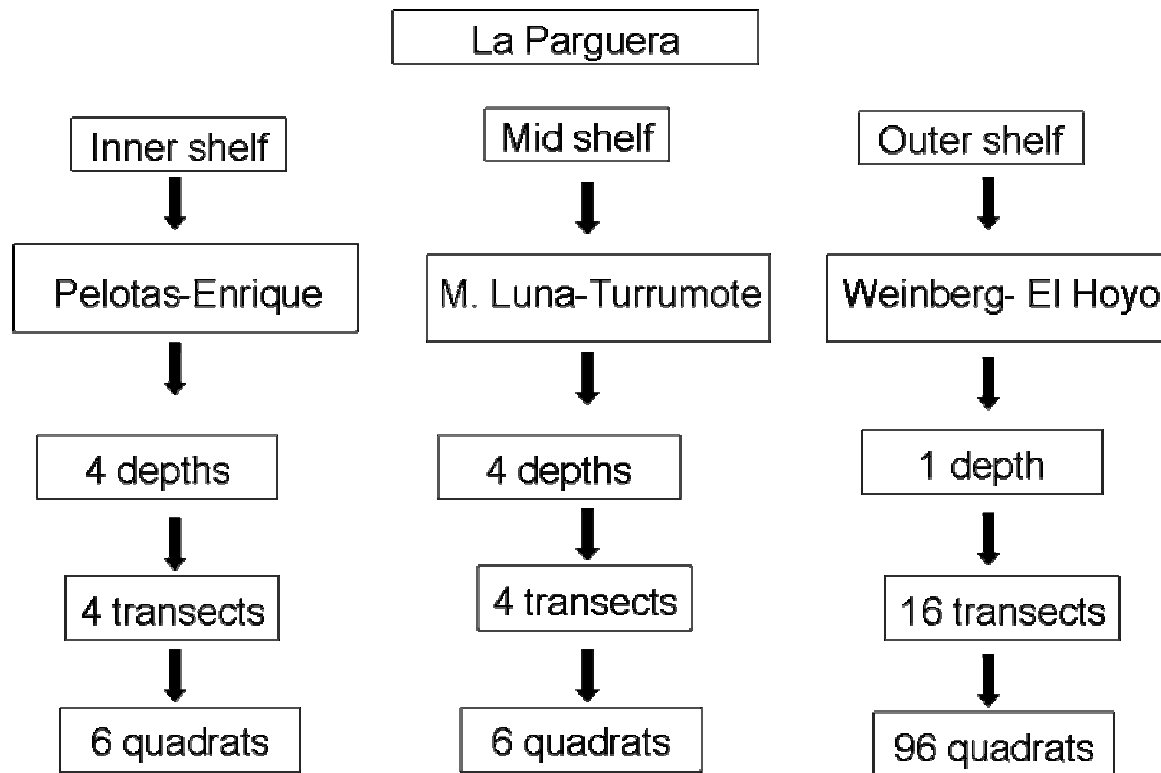 La Parguera
Inner shelf
Mid shelf
Outer shelf
Pelotas-Enrique
M. Luna-Turrumote
Weinberg- El Hoyo
4 depths
4 depths
1 depth
4 transects
4 transects
16 transects
6 quadrats
6 quadrats
96 quadrats